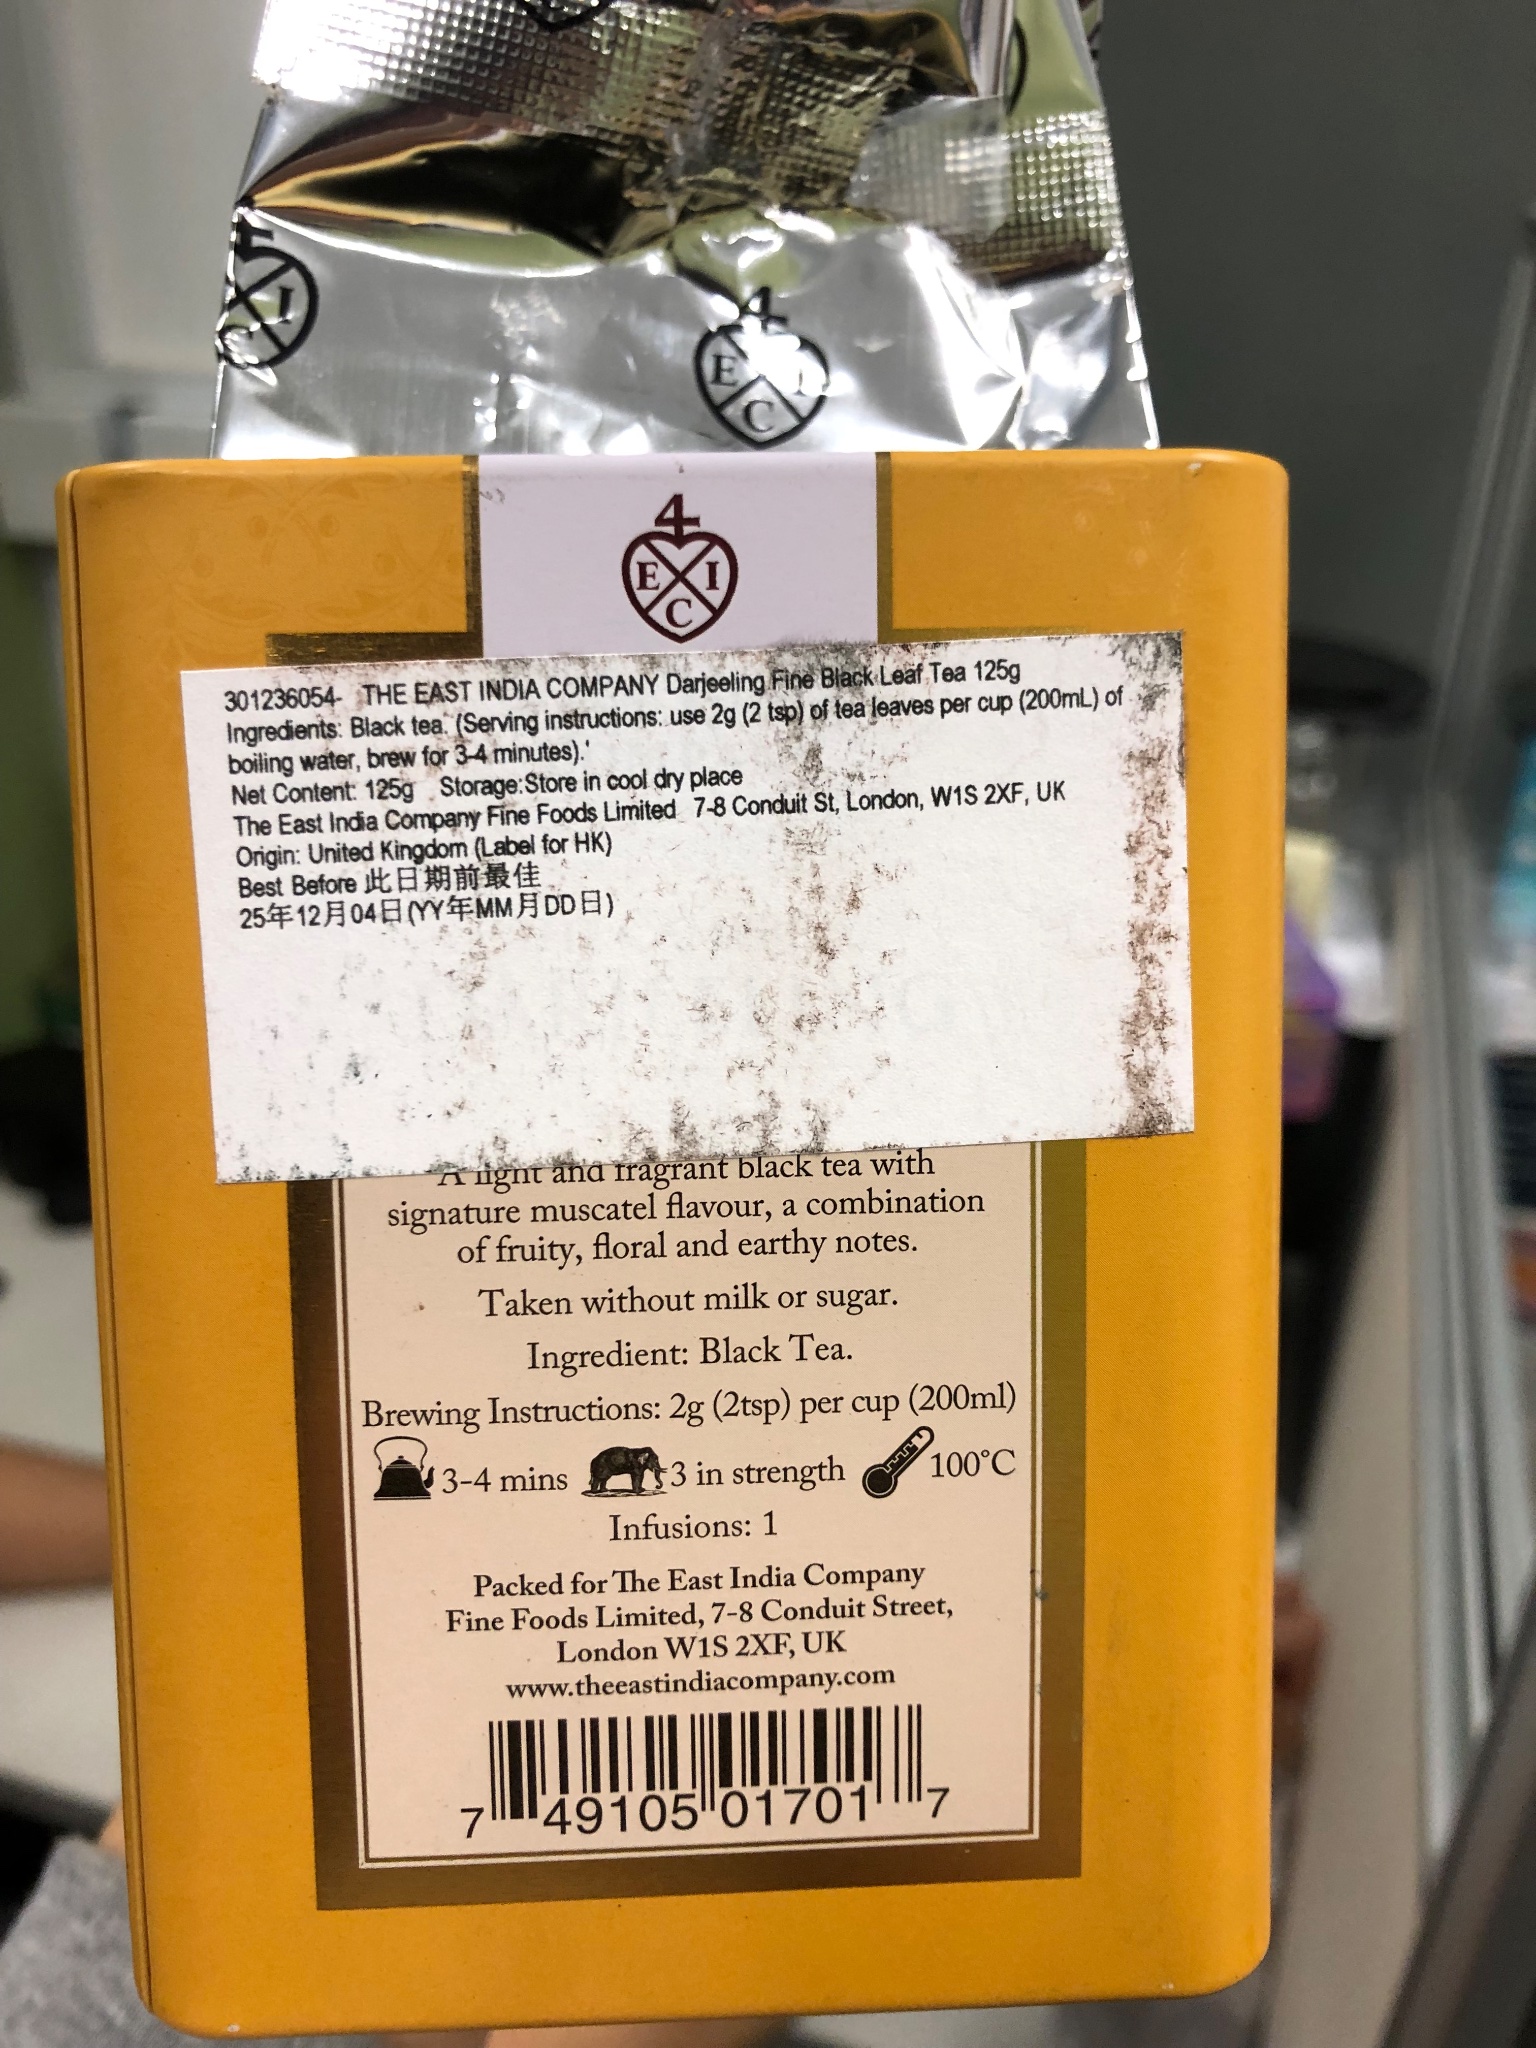 4
E I
C
4
E I
C
4
E I
C
301236054- THE EAST INDIA COMPANY Darjeeling Fine Black Leaf Tea 125g
Ingredients: Black tea. (Serving instructions: use 2g (2 tsp) of tea leaves per cup (200mL) of
boiling water, brew for 3-4 minutes).'
Net Content: 125g Storage:Store in cool dry place
The East India Company Fine Foods Limited 7-8 Conduit St, London, W1S 2XF, UK
Origin: United Kingdom (Label for HK)
Best Before 此日期前最佳
25年12月04日(YY年MM月DD日)
A light and fragrant black tea with
signature muscatel flavour, a combination
of fruity, floral and earthy notes.
Taken without milk or sugar.
Ingredient: Black Tea.
Brewing Instructions: 2g (2tsp) per cup (200ml)
3-4 mins 3 in strength 100°C
Infusions: 1
Packed for The East India Company
Fine Foods Limited, 7-8 Conduit Street,
London W1S 2XF, UK
www.theeastindiacompany.com
7 49105 01701 7